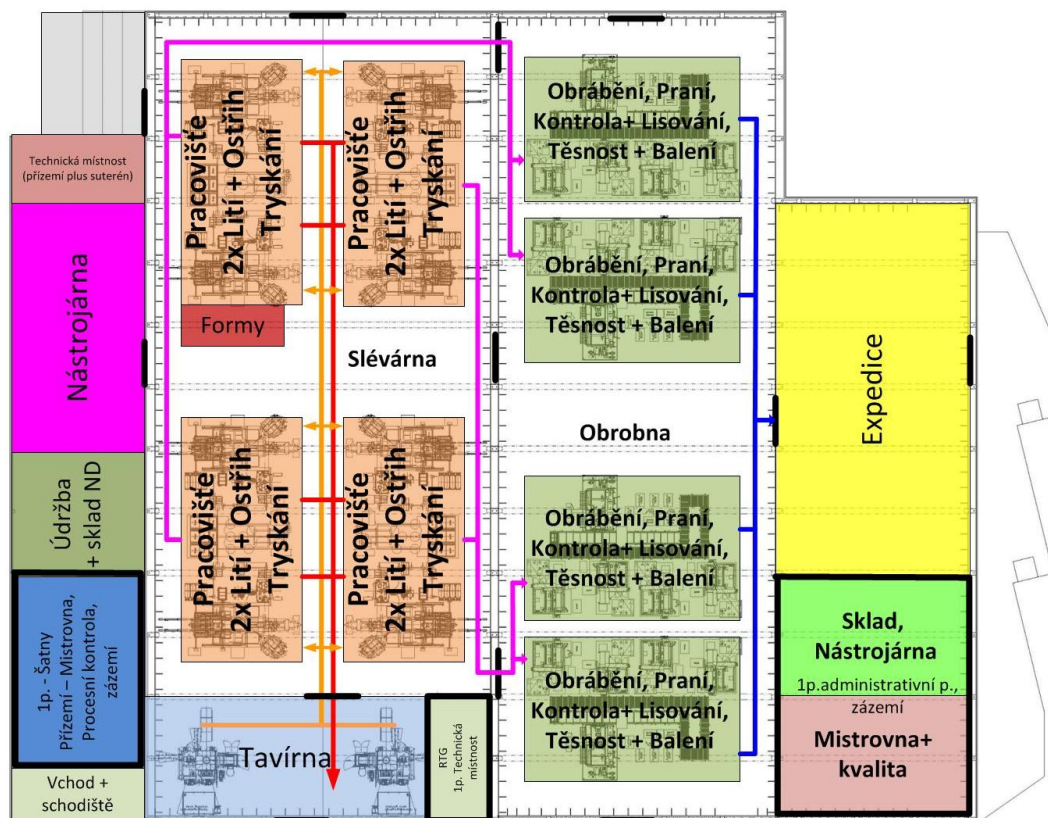 Technická místnost
(přízemí plus suterén)
Nástrojárna
Údržba
+ sklad ND
1p. - Šatny
Přízemí – Mistrovna,
Procesní kontrola,
zázemí
Vchod +
schodiště
Pracoviště
2x Lití + Ostřih
Tryskání
Pracoviště
2x Lití + Ostřih
Tryskání
Formy
Slévárna
Pracoviště
2x Lití + Ostřih
Tryskání
Pracoviště
2x Lití + Ostřih
Tryskání
Tavírna
RTG
1p. Technická
místnost
Obrábění, Praní,
Kontrola+ Lisování,
Těsnost + Balení
Obrábění, Praní,
Kontrola+ Lisování,
Těsnost + Balení
Obrobna
Obrábění, Praní,
Kontrola+ Lisování,
Těsnost + Balení
Obrábění, Praní,
Kontrola+ Lisování,
Těsnost + Balení
Expedice
Sklad,
Nástrojárna
1p.administrativní p.,
zázemí
Mistrovna+
kvalita